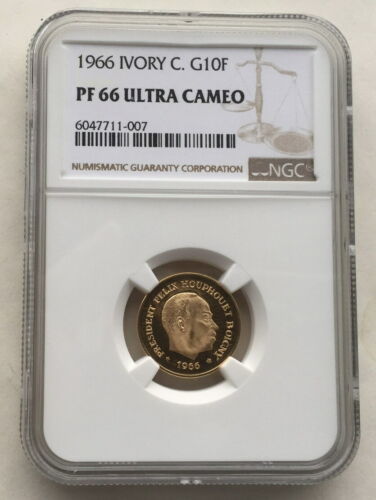 1966 IVORY C. G10F
PF 66 ULTRA CAMEO
6047711-007
NUMISMATIC GUARANTY CORPORATION
NGC
PRESIDENT FELIX HOUPHOUET BOIGNY
1966